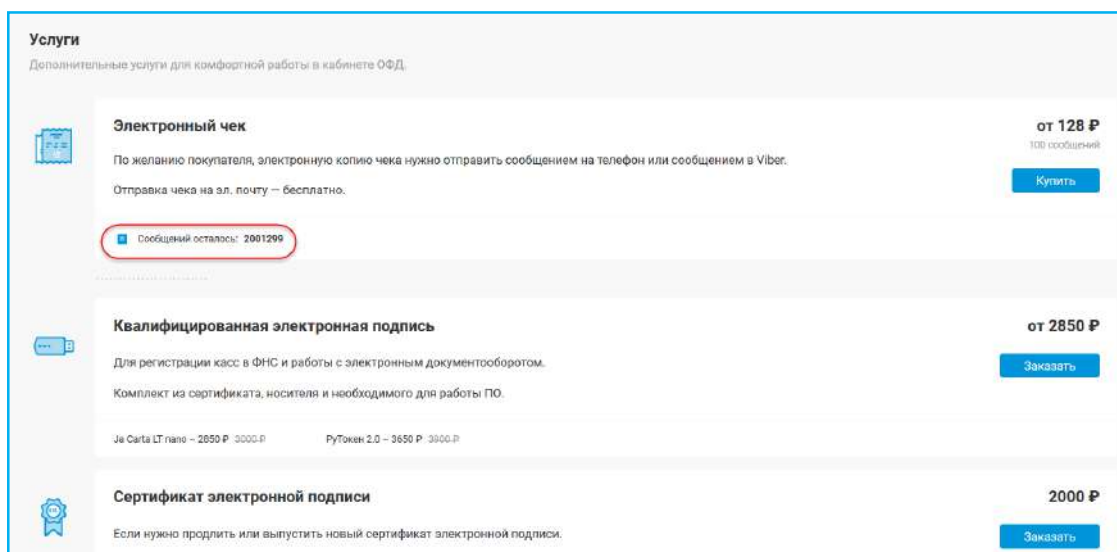 Услуги
Дополнительные услуги для комфортной работы в кабинете ОФД.
Электронный чек
от 128 ₽
100 сообщений
По желанию покупателя, электронную копию чека нужно отправить сообщением на телефон или сообщением в Viber.
Купить
Отправка чека на эл. почту — бесплатно.
Сообщений осталось: 2001299
Квалифицированная электронная подпись
от 2850 ₽
Для регистрации касс в ФНС и работы с электронным документооборотом.
Заказать
Комплект из сертификата, носителя и необходимого для работы ПО.
Ja Carta LT nano – 2850 ₽ 3000 ₽ РуТокен 2.0 – 3650 ₽ 3800 ₽
Сертификат электронной подписи
2000 ₽
Если нужно продлить или выпустить новый сертификат электронной подписи.
Заказать